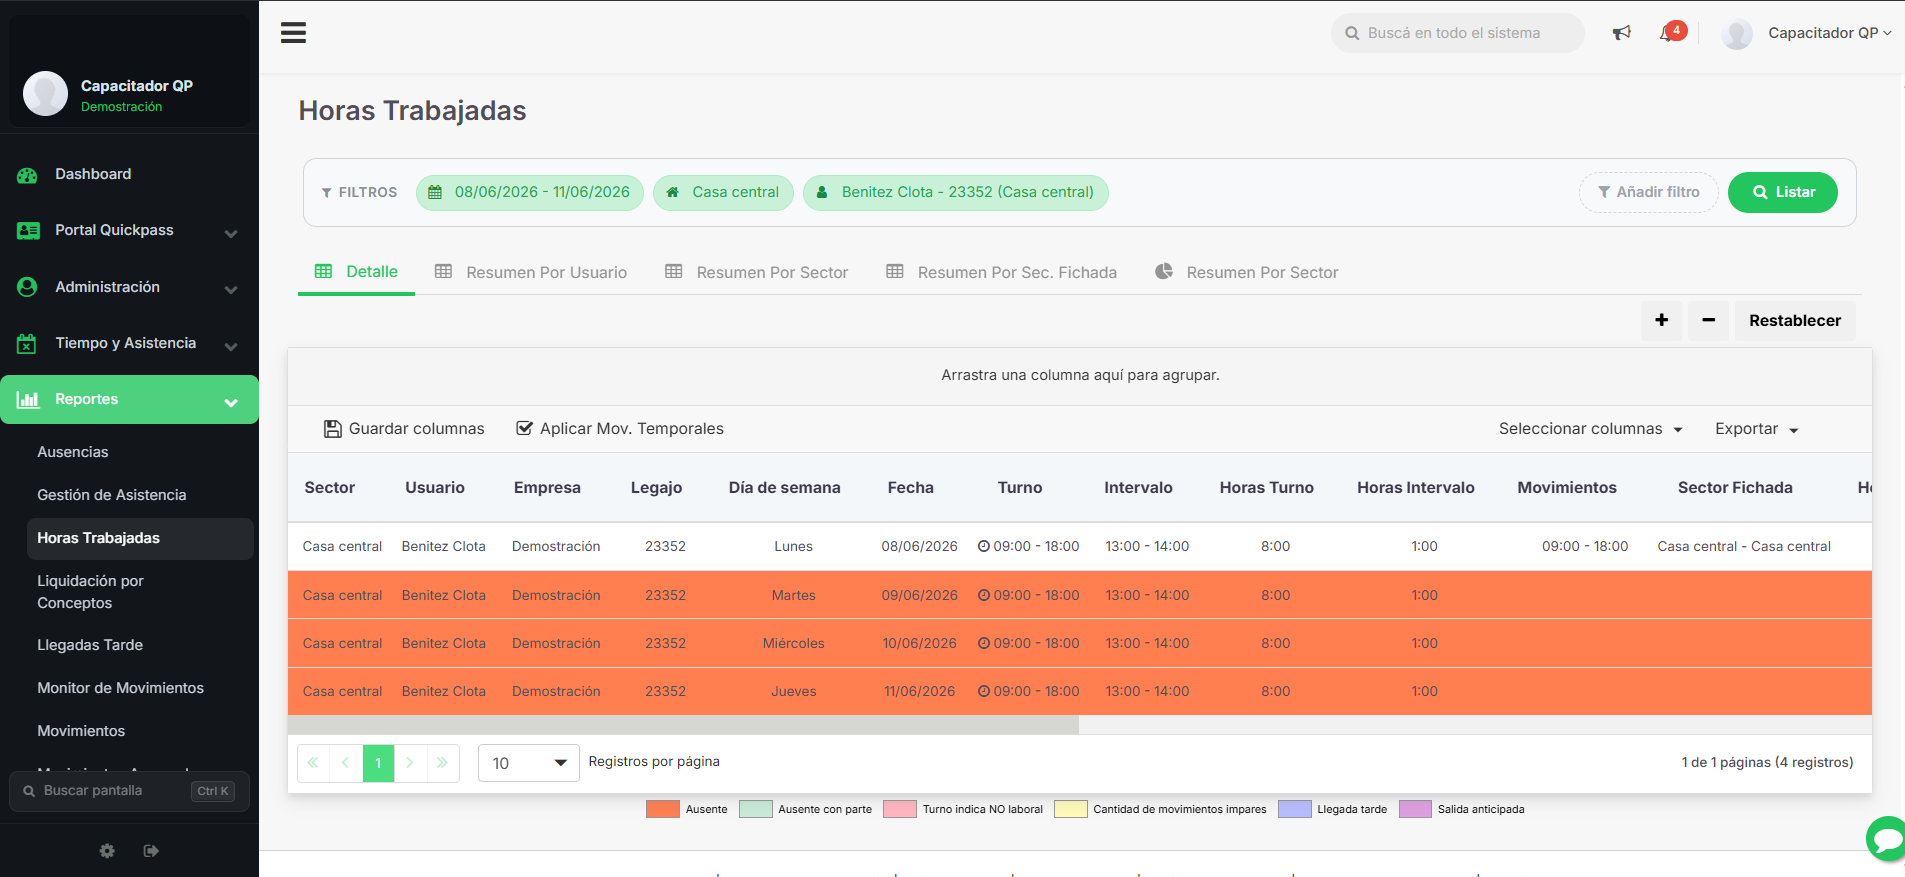 Capacitador QP
Demostración
Dashboard
Portal Quickpass
Administración
Tiempo y Asistencia
Reportes
Ausencias
Gestión de Asistencia
Horas Trabajadas
Liquidación por
Conceptos
Llegadas Tarde
Monitor de Movimientos
Movimientos
Buscar pantalla Ctrl K
Buscá en todo el sistema 4 Capacitador QP
Horas Trabajadas
FILTROS 08/06/2026 - 11/06/2026 Casa central Benitez Clota - 23352 (Casa central) Añadir filtro Listar
Detalle Resumen Por Usuario Resumen Por Sector Resumen Por Sec. Fichada Resumen Por Sector
+ − Restablecer
Arrastra una columna aquí para agrupar.
Guardar columnas Aplicar Mov. Temporales Seleccionar columnas Exportar
Sector Usuario Empresa Legajo Día de semana Fecha Turno Intervalo Horas Turno Horas Intervalo Movimientos Sector Fichada
Casa central Benitez Clota Demostración 23352 Lunes 08/06/2026 09:00 - 18:00 13:00 - 14:00 8:00 1:00 09:00 - 18:00 Casa central - Casa central
Casa central Benitez Clota Demostración 23352 Martes 09/06/2026 09:00 - 18:00 13:00 - 14:00 8:00 1:00
Casa central Benitez Clota Demostración 23352 Miércoles 10/06/2026 09:00 - 18:00 13:00 - 14:00 8:00 1:00
Casa central Benitez Clota Demostración 23352 Jueves 11/06/2026 09:00 - 18:00 13:00 - 14:00 8:00 1:00
« ‹ 1 › » 10 Registros por página 1 de 1 páginas (4 registros)
Ausente Ausente con parte Turno indica NO laboral Cantidad de movimientos impares Llegada tarde Salida anticipada